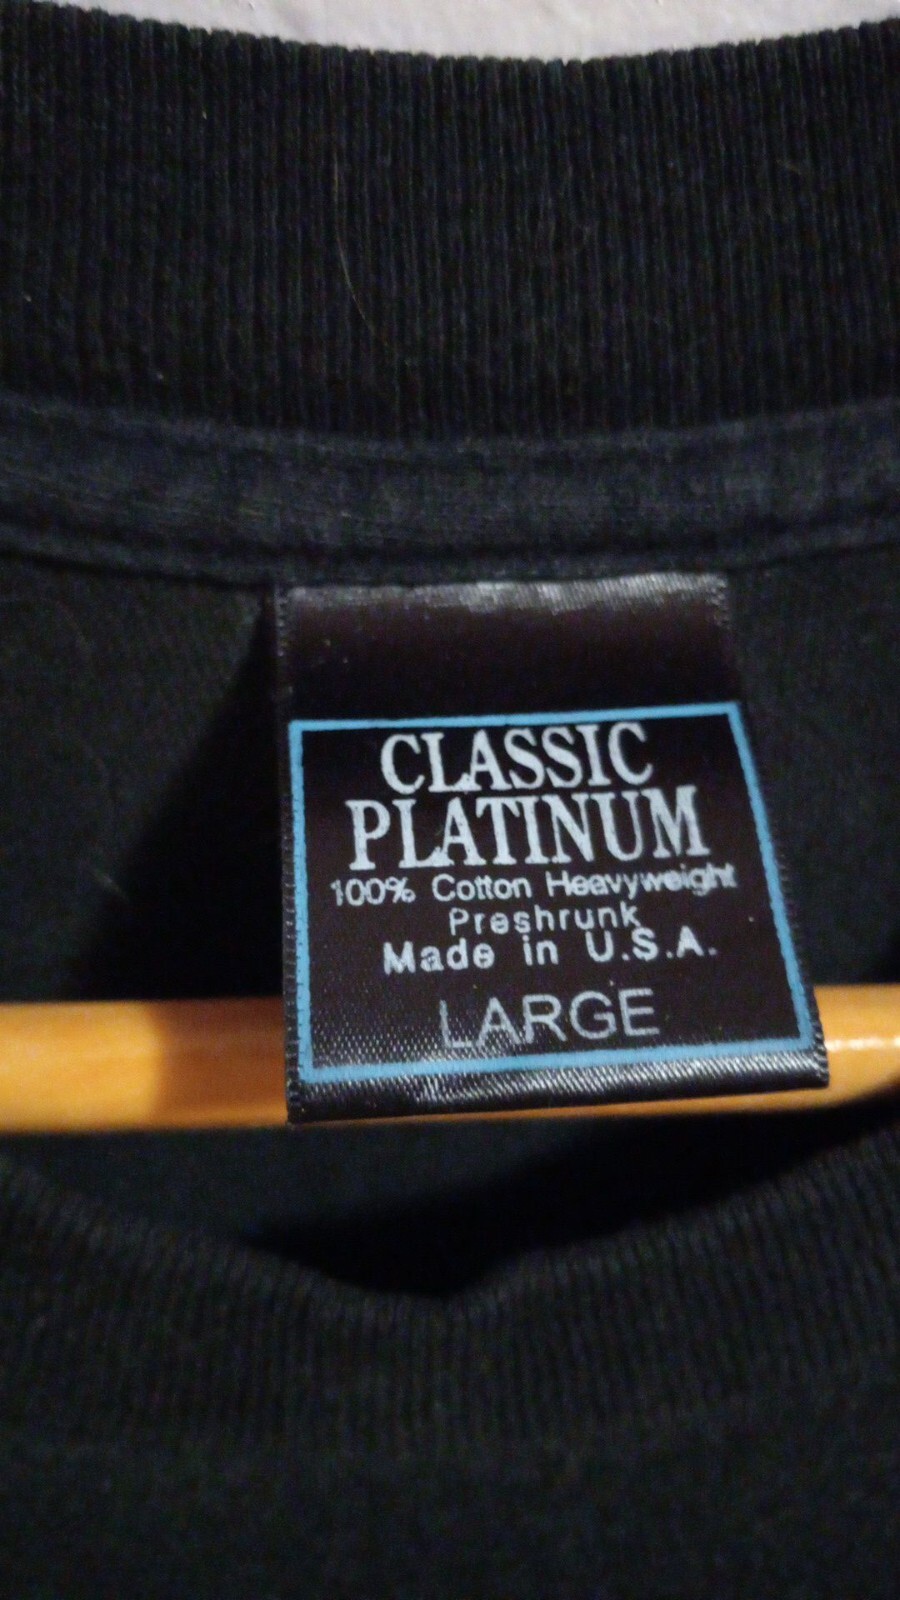 CLASSIC
PLATINUM
100% Cotton Heavyweight
Preshrunk
Made in U.S.A.
LARGE